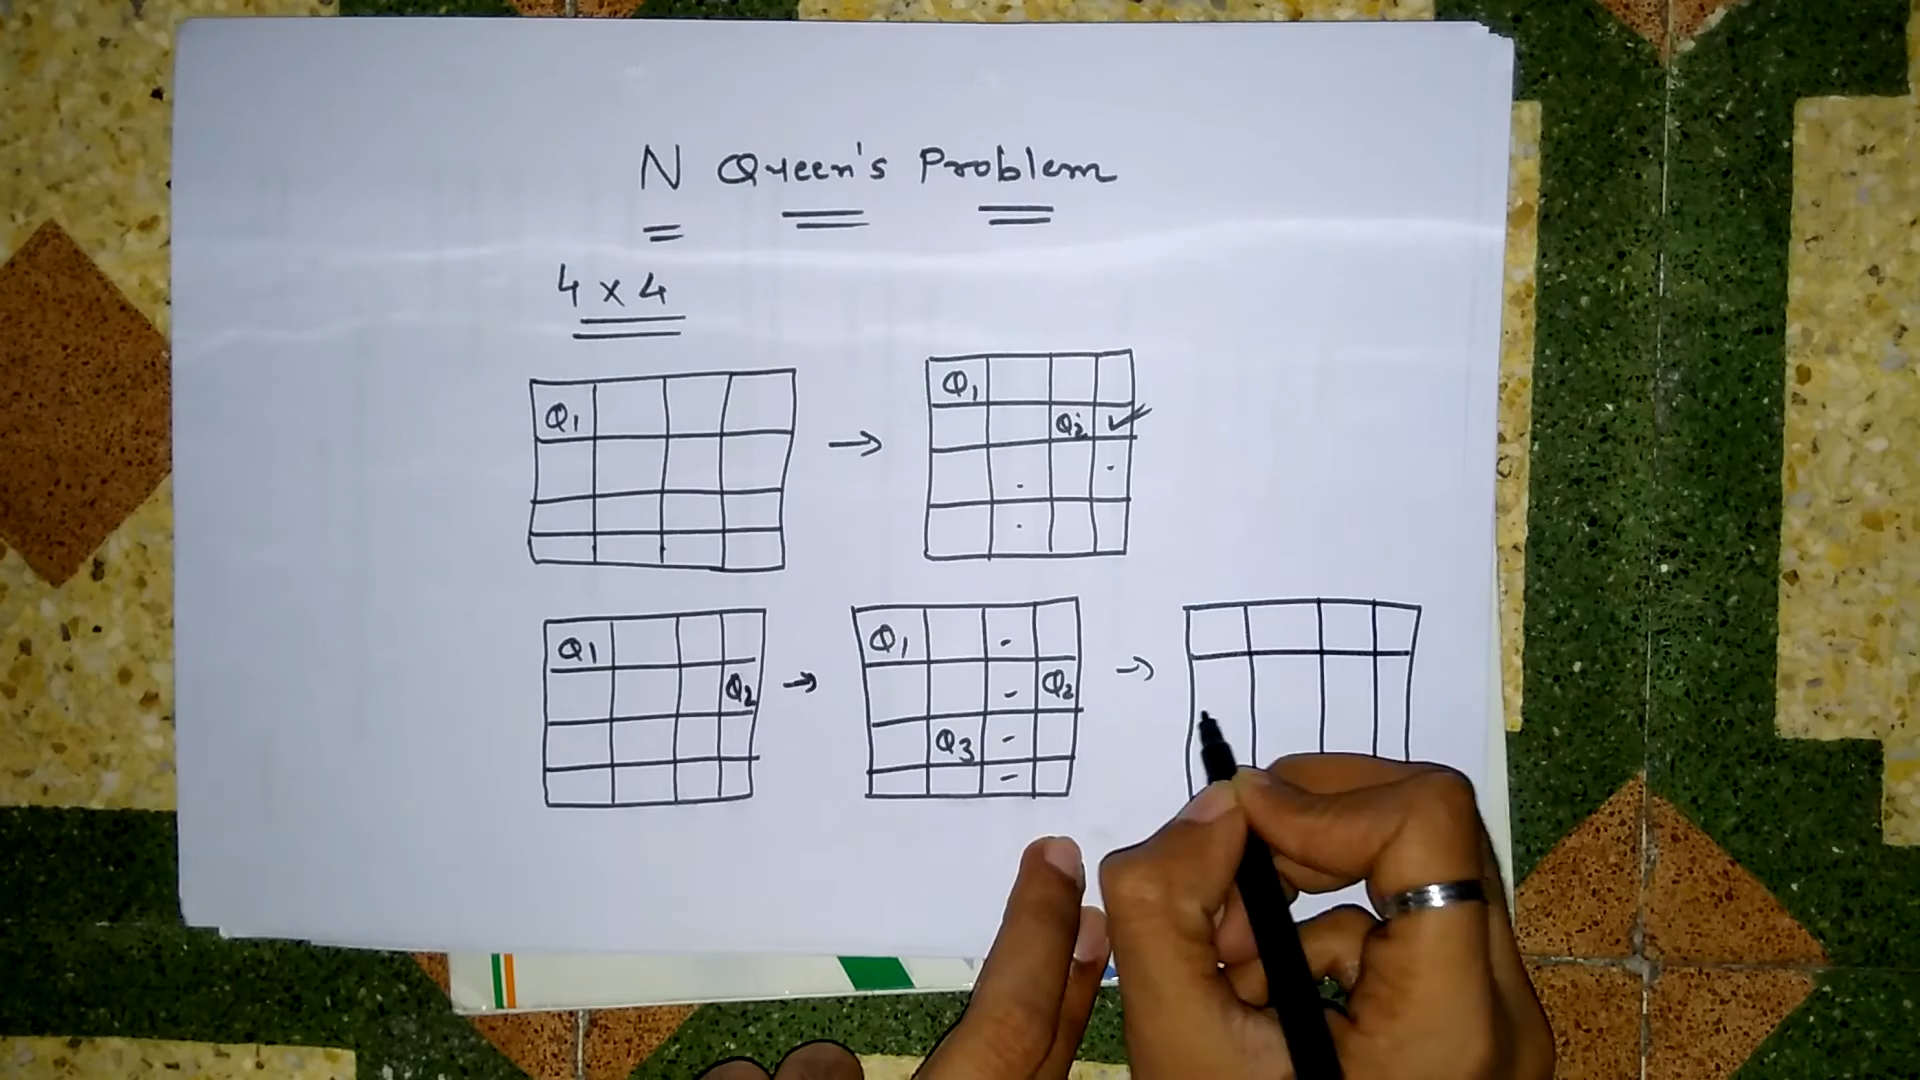 N Queen's Problem
4 x 4
Q1
Q1
Q2 ✓
Q1
Q2
Q1 -
- Q2
Q3 -
-